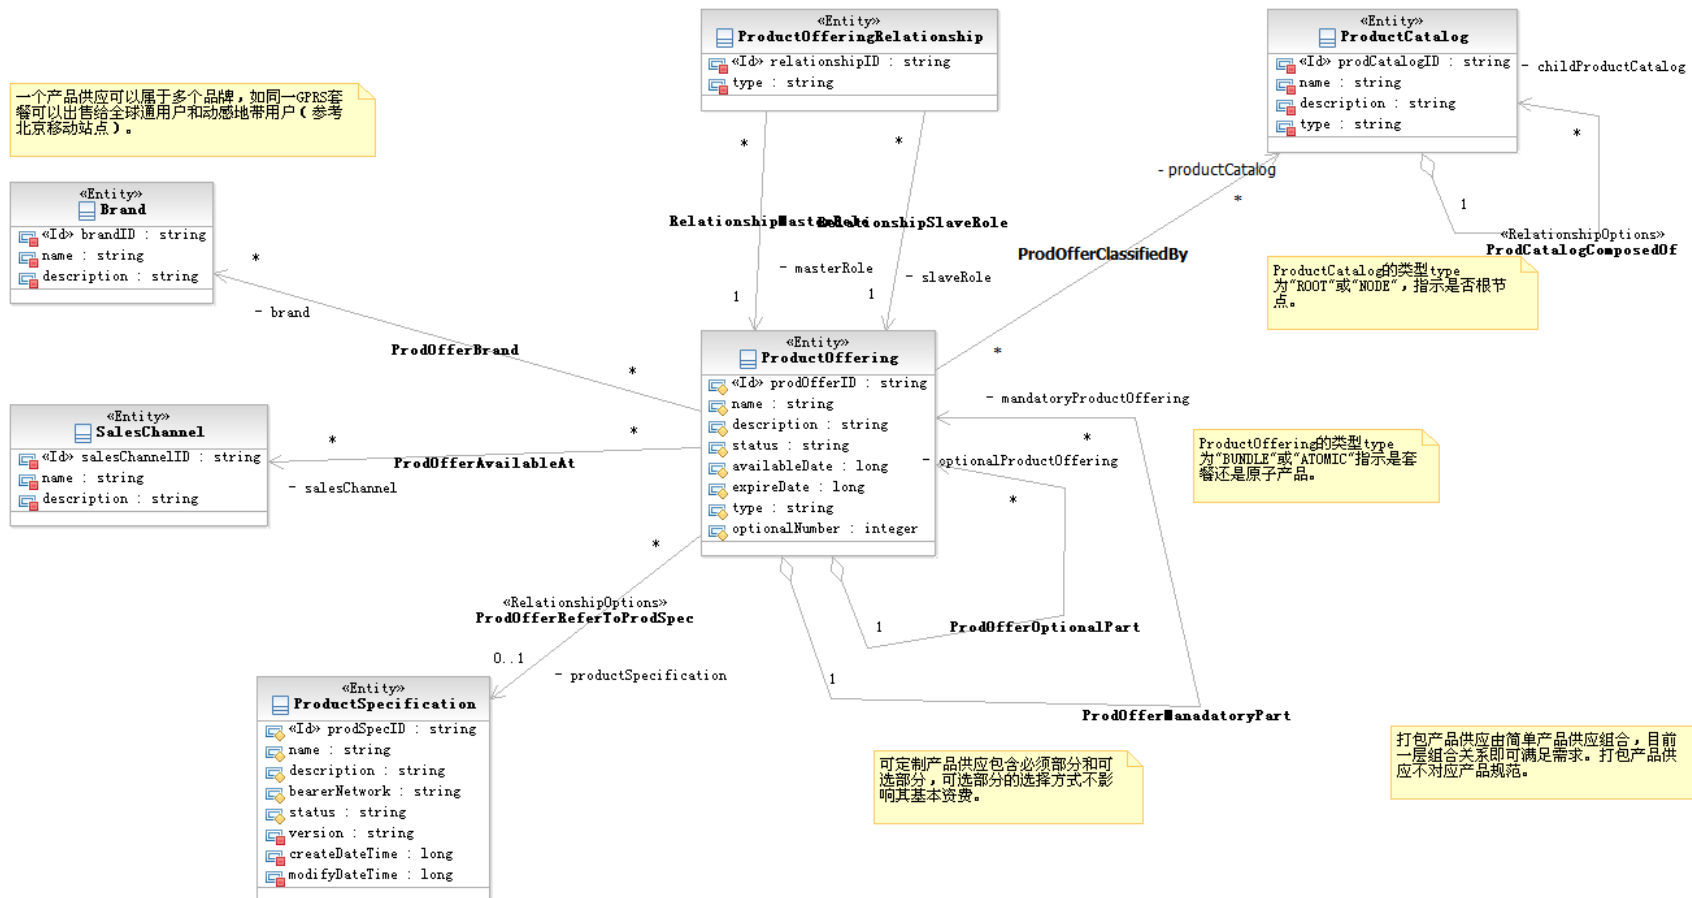 «Entity»
ProductOfferingRelationship
«Id» relationshipID : string
type : string
«Entity»
ProductCatalog
«Id» prodCatalogID : string
name : string
description : string
type : string
- childProductCatalog
*
1
«RelationshipOptions»
ProdCatalogComposedOf
一个产品供应可以属于多个品牌，如同一GPRS套
餐可以出售给全球通用户和动感地带用户（参考
北京移动站点）。
«Entity»
Brand
«Id» brandID : string
name : string
description : string
*
- brand
ProdOfferBrand
*
*
*
RelationshipMasterRole
RelationshipSlaveRole
- masterRole
- slaveRole
1
1
- productCatalog
*
ProdOfferClassifiedBy
*
ProductCatalog的类型type
为"ROOT"或"NODE"，指示是否根节
点。
«Entity»
ProductOffering
«Id» prodOfferID : string
name : string
description : string
status : string
availableDate : long
expireDate : long
type : string
optionalNumber : integer
- mandatoryProductOffering
*
- optionalProductOffering
*
ProductOffering的类型type
为"BUNDLE"或"ATOMIC"指示是套
餐还是原子产品。
«Entity»
SalesChannel
«Id» salesChannelID : string
name : string
description : string
*
*
ProdOfferAvailableAt
- salesChannel
*
«RelationshipOptions»
ProdOfferReferToProdSpec
0..1
- productSpecification
1
ProdOfferOptionalPart
1
ProdOfferManadatoryPart
«Entity»
ProductSpecification
«Id» prodSpecID : string
name : string
description : string
bearerNetwork : string
status : string
version : string
createDateTime : long
modifyDateTime : long
可定制产品供应包含必须部分和可
选部分，可选部分的选择方式不影
响其基本资费。
打包产品供应由简单产品供应组合，目前
一层组合关系即可满足需求。打包产品供
应不对应产品规范。